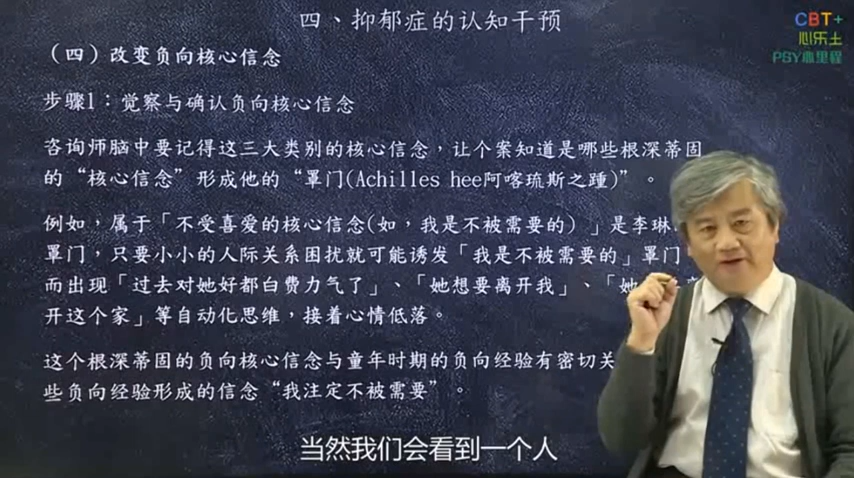 四、抑郁症的认知干预
CBT+
心乐土
PSY心里程
（四）改变负向核心信念
步骤1：觉察与确认负向核心信念
咨询师脑中要记得这三大类别的核心信念，让个案知道是哪些根深蒂固
的“核心信念”形成他的“罩门(Achilles hee阿喀琉斯之踵)”。
例如，属于「不受喜爱的核心信念(如，我是不被需要的）」是李琳
罩门，只要小小的人际关系困扰就可能诱发「我是不被需要的」罩门
而出现「过去对她好都白费力气了」、「她想要离开我」、「她
开这个家」等自动化思维，接着心情低落。
这个根深蒂固的负向核心信念与童年时期的负向经验有密切关
些负向经验形成的信念“我注定不被需要”。
当然我们会看到一个人